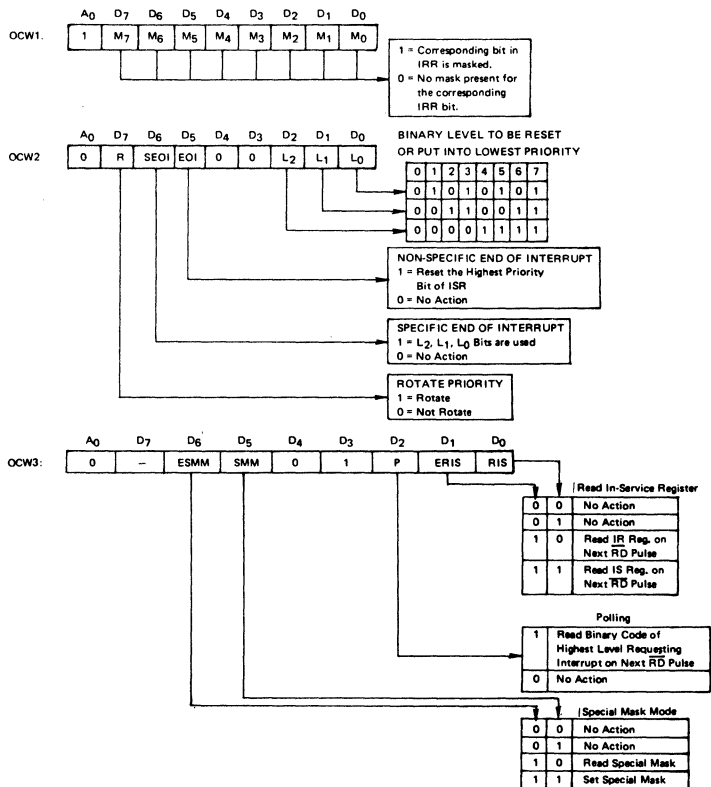 A0 D7 D6 D5 D4 D3 D2 D1 D0
OCW1. 1 M7 M6 M5 M4 M3 M2 M1 M0
1 = Corresponding bit in
IRR is masked.
0 = No mask present for
the corresponding
IRR bit.
A0 D7 D6 D5 D4 D3 D2 D1 D0
OCW2 0 R SEOI EOI 0 0 L2 L1 L0
BINARY LEVEL TO BE RESET
OR PUT INTO LOWEST PRIORITY
0 1 2 3 4 5 6 7
0 1 0 1 0 1 0 1
0 0 1 1 0 0 1 1
0 0 0 0 1 1 1 1
NON-SPECIFIC END OF INTERRUPT
1 = Reset the Highest Priority
Bit of ISR
0 = No Action
SPECIFIC END OF INTERRUPT
1 = L2, L1, L0 Bits are used
0 = No Action
ROTATE PRIORITY
1 = Rotate
0 = Not Rotate
A0 D7 D6 D5 D4 D3 D2 D1 D0
OCW3: 0 – ESMM SMM 0 1 P ERIS RIS
Read In-Service Register
0 0 No Action
0 1 No Action
1 0 Read IR Reg. on
Next R̅D̅ Pulse
1 1 Read IS Reg. on
Next R̅D̅ Pulse
Polling
1 Read Binary Code of
Highest Level Requesting
Interrupt on Next R̅D̅ Pulse
0 No Action
Special Mask Mode
0 0 No Action
0 1 No Action
1 0 Read Special Mask
1 1 Set Special Mask